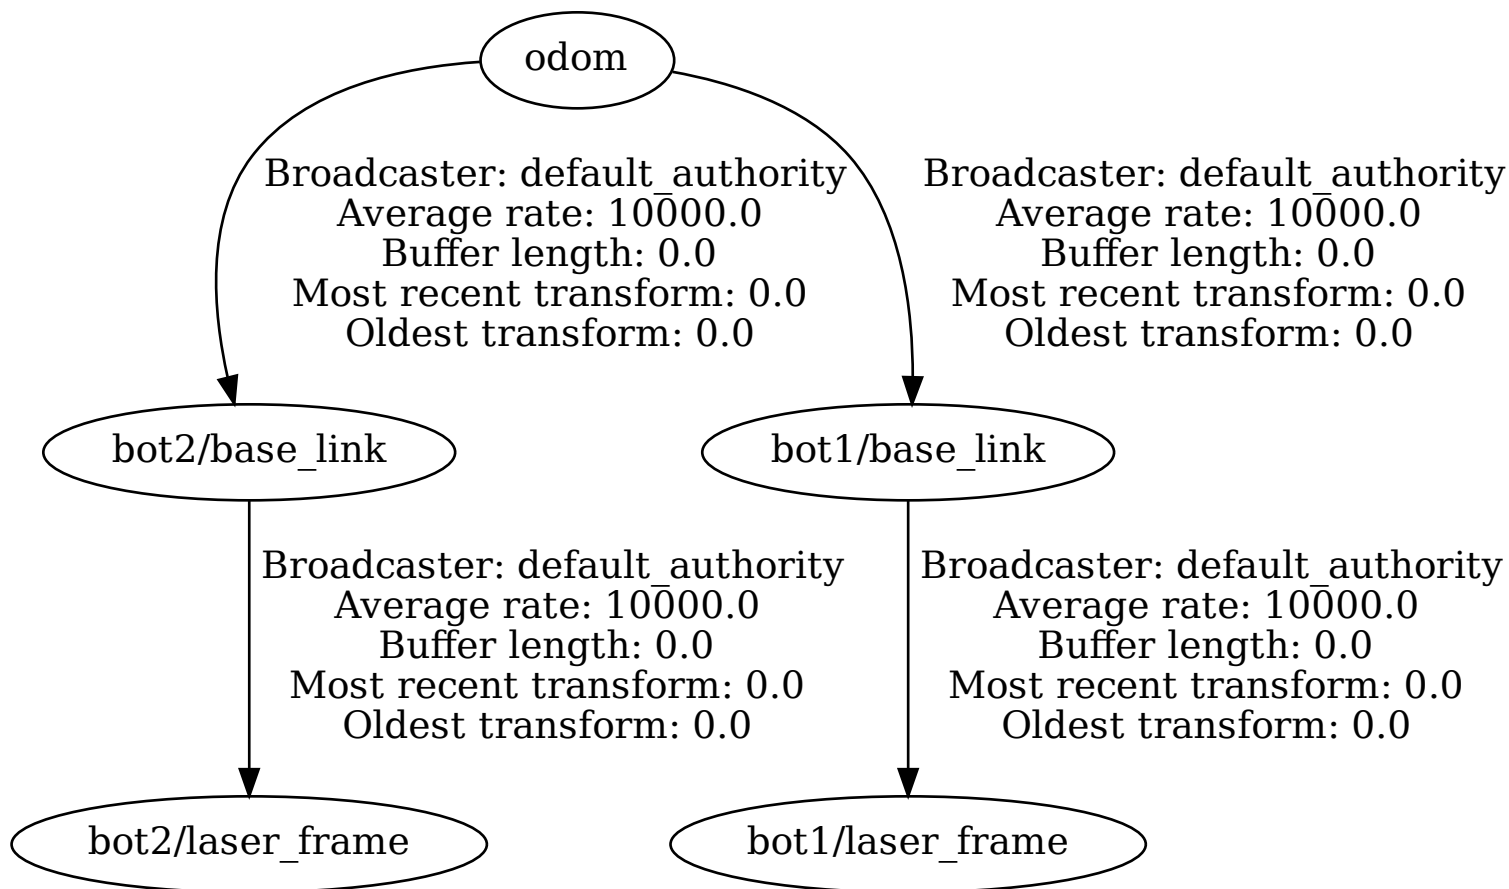 odom
Broadcaster: default_authority
Average rate: 10000.0
Buffer length: 0.0
Most recent transform: 0.0
Oldest transform: 0.0
Broadcaster: default_authority
Average rate: 10000.0
Buffer length: 0.0
Most recent transform: 0.0
Oldest transform: 0.0
bot2/base_link
bot1/base_link
Broadcaster: default_authority
Average rate: 10000.0
Buffer length: 0.0
Most recent transform: 0.0
Oldest transform: 0.0
Broadcaster: default_authority
Average rate: 10000.0
Buffer length: 0.0
Most recent transform: 0.0
Oldest transform: 0.0
bot2/laser_frame
bot1/laser_frame